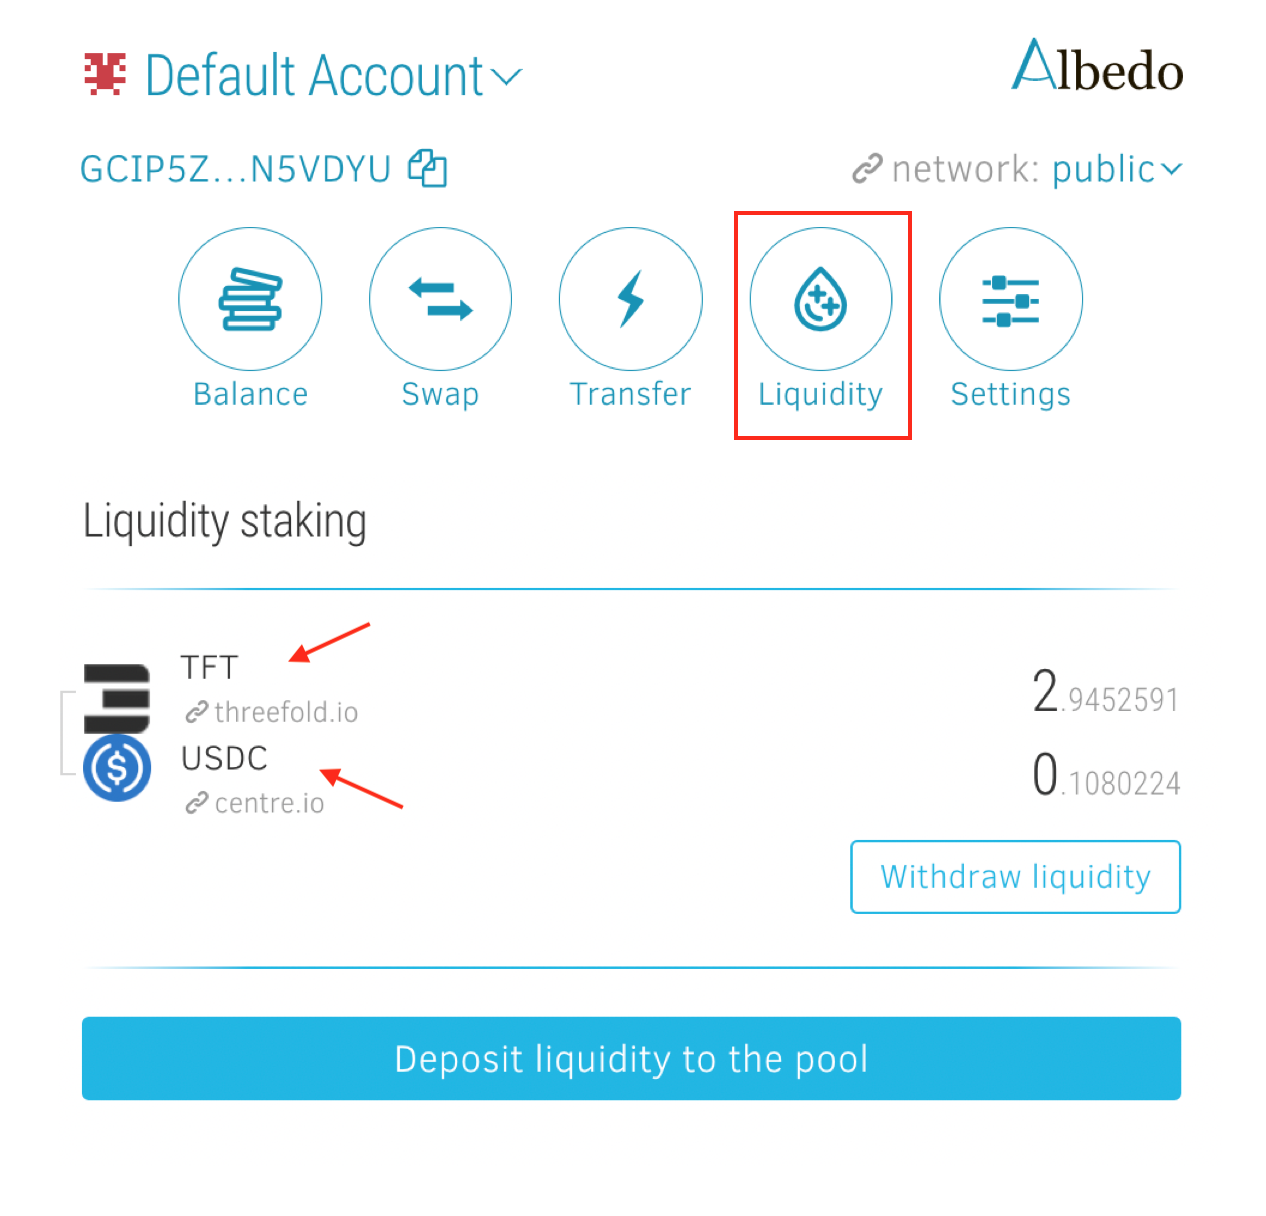 Default Account
Albedo
GCIP5Z...N5VDYU
network: public
Balance
Swap
Transfer
Liquidity
Settings
Liquidity staking
TFT
threefold.io
2.9452591
USDC
centre.io
0.1080224
Withdraw liquidity
Deposit liquidity to the pool